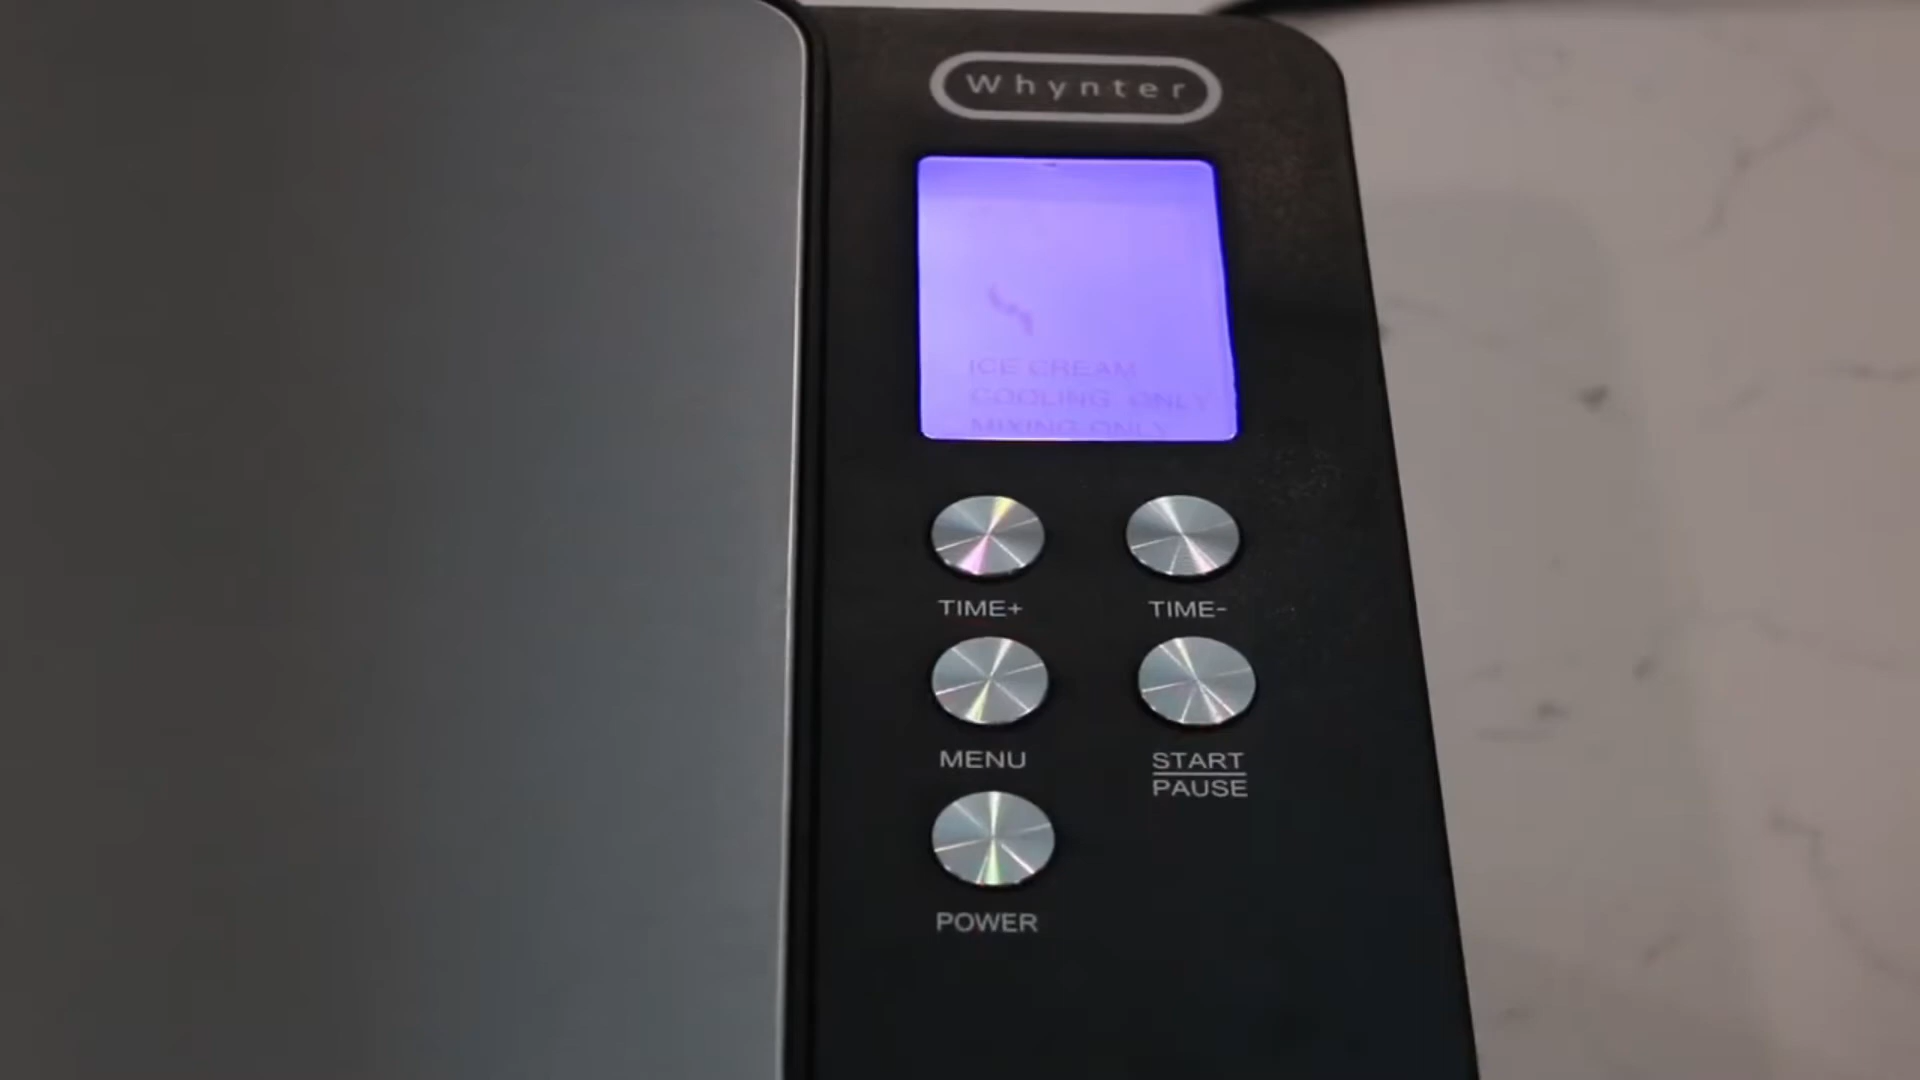 Whynter
ICE CREAM
COOLING ONLY
MIXING ONLY
TIME+ TIME-
MENU START
PAUSE
POWER